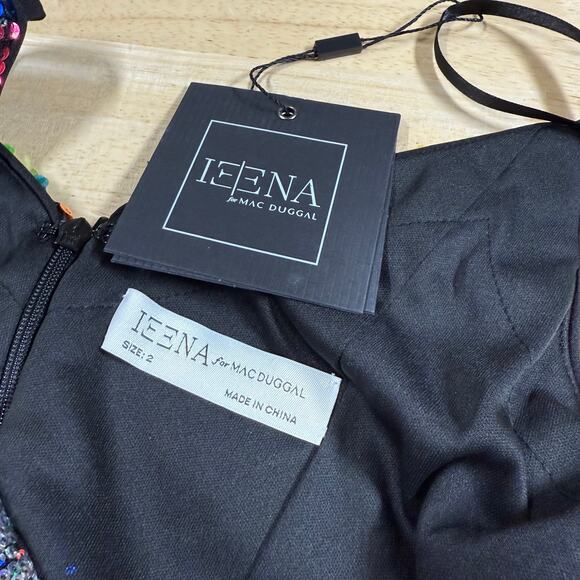 IEENA
for MAC DUGGAL
IEENA for MAC DUGGAL
SIZE: 2
MADE IN CHINA